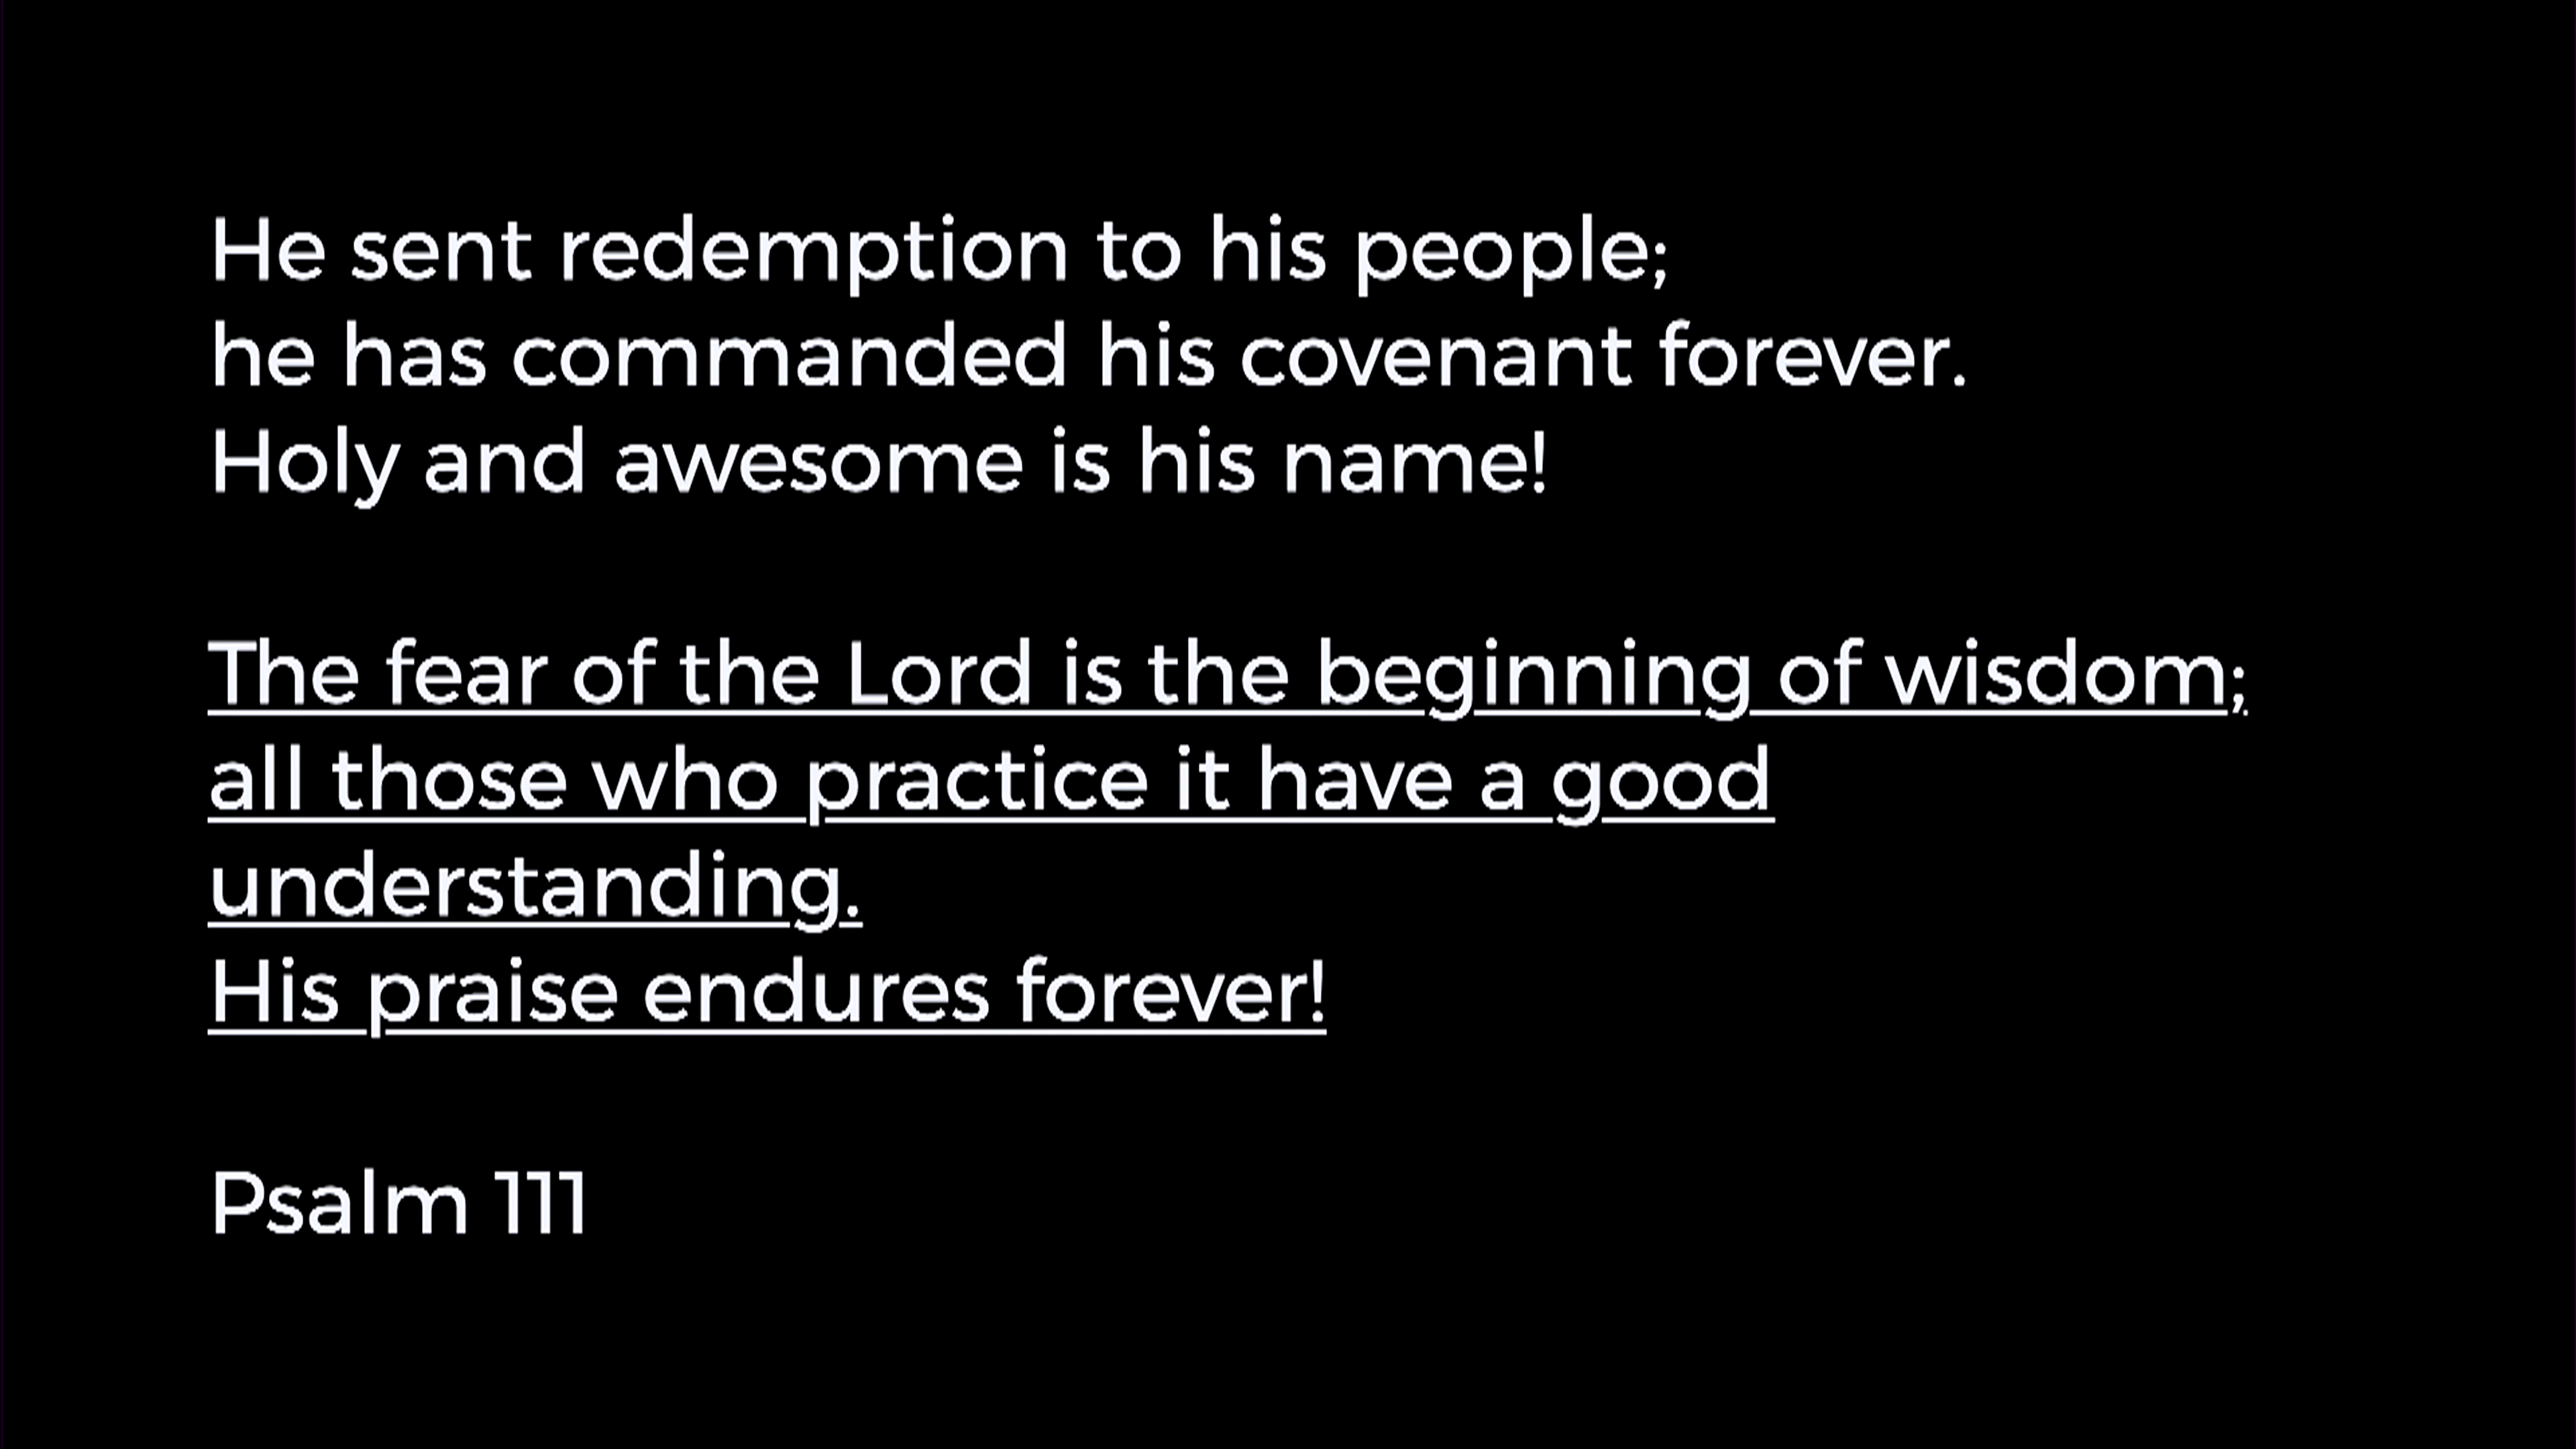 He sent redemption to his people;
he has commanded his covenant forever.
Holy and awesome is his name!
The fear of the Lord is the beginning of wisdom;
all those who practice it have a good
understanding.
His praise endures forever!
Psalm 111